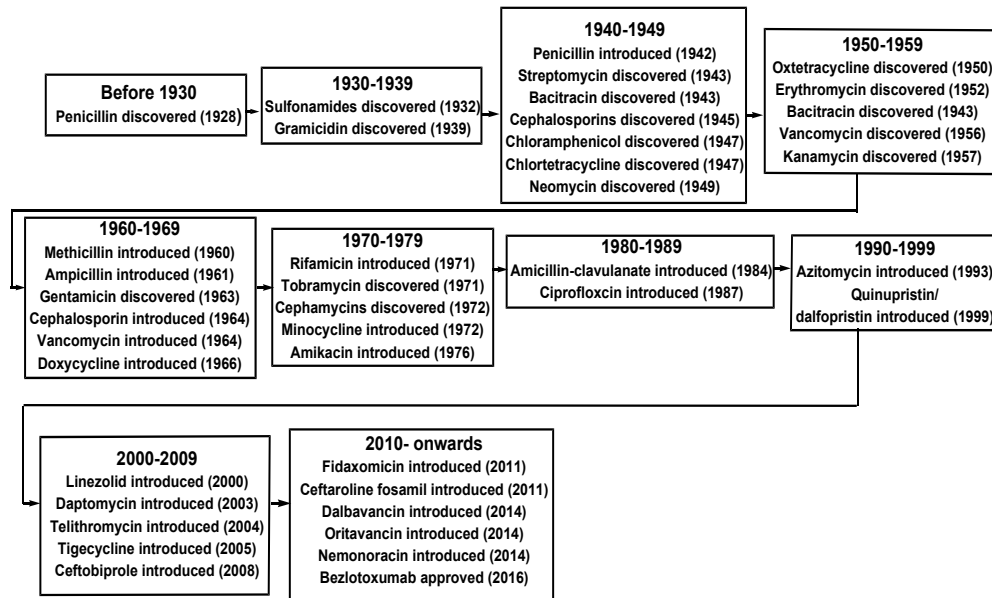 Before 1930
Penicillin discovered (1928)
1930-1939
Sulfonamides discovered (1932)
Gramicidin discovered (1939)
1940-1949
Penicillin introduced (1942)
Streptomycin discovered (1943)
Bacitracin discovered (1943)
Cephalosporins discovered (1945)
Chloramphenicol discovered (1947)
Chlortetracycline discovered (1947)
Neomycin discovered (1949)
1950-1959
Oxtetracycline discovered (1950)
Erythromycin discovered (1952)
Bacitracin discovered (1943)
Vancomycin discovered (1956)
Kanamycin discovered (1957)
1960-1969
Methicillin introduced (1960)
Ampicillin introduced (1961)
Gentamicin discovered (1963)
Cephalosporin introduced (1964)
Vancomycin introduced (1964)
Doxycycline introduced (1966)
1970-1979
Rifamicin introduced (1971)
Tobramycin discovered (1971)
Cephamycins discovered (1972)
Minocycline introduced (1972)
Amikacin introduced (1976)
1980-1989
Amicillin-clavulanate introduced (1984)
Ciprofloxcin introduced (1987)
1990-1999
Azitomycin introduced (1993)
Quinupristin/
dalfopristin introduced (1999)
2000-2009
Linezolid introduced (2000)
Daptomycin introduced (2003)
Telithromycin introduced (2004)
Tigecycline introduced (2005)
Ceftobiprole introduced (2008)
2010- onwards
Fidaxomicin introduced (2011)
Ceftaroline fosamil introduced (2011)
Dalbavancin introduced (2014)
Oritavancin introduced (2014)
Nemonoracin introduced (2014)
Bezlotoxumab approved (2016)